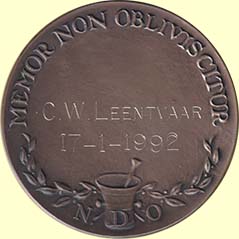 MEMOR NON OBLIVISCITUR
C.W. LEENTVAAR
17-1-1992
N. D. S O